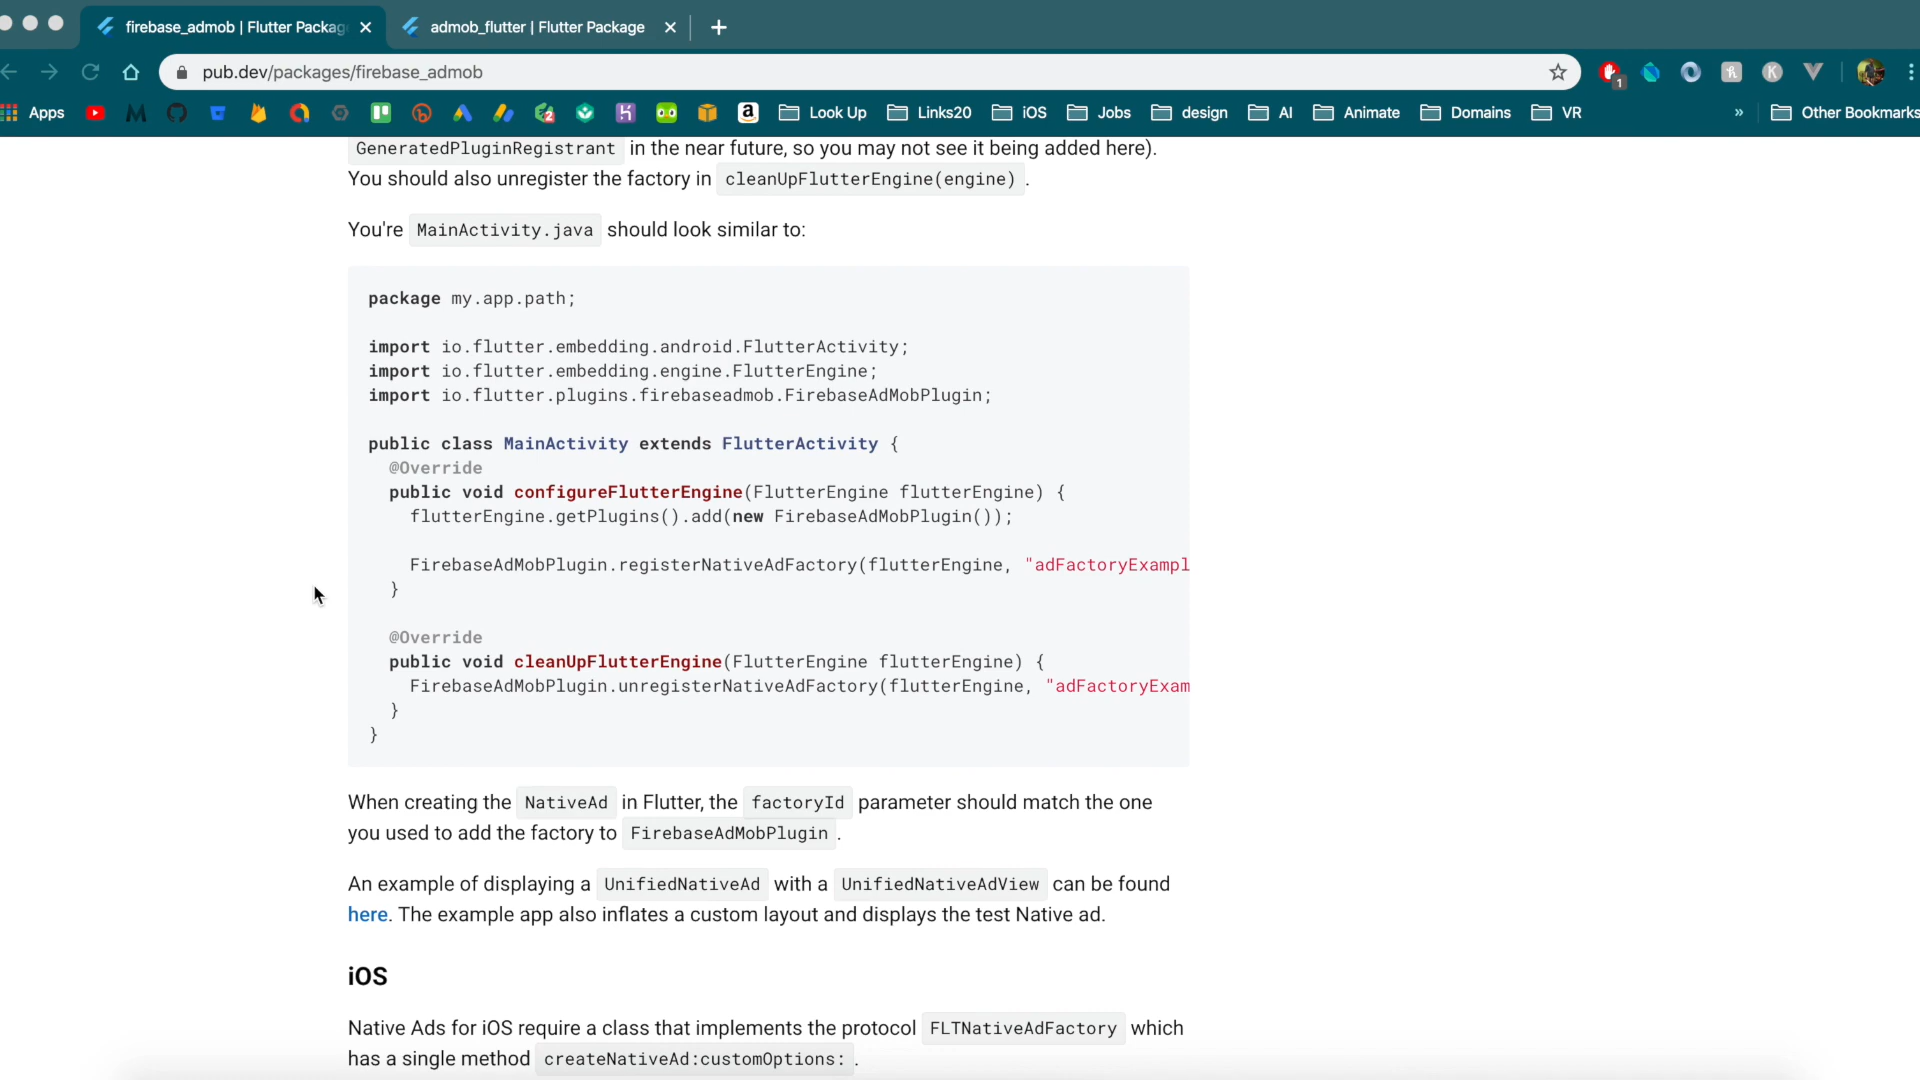 firebase_admob | Flutter Packag
admob_flutter | Flutter Package
pub.dev/packages/firebase_admob
1
Apps
Look Up
Links20
iOS
Jobs
design
AI
Animate
Domains
VR
»
Other Bookmarks
GeneratedPluginRegistrant in the near future, so you may not see it being added here).
You should also unregister the factory in cleanUpFlutterEngine(engine) .
You're MainActivity.java should look similar to:
package my.app.path;
import io.flutter.embedding.android.FlutterActivity;
import io.flutter.embedding.engine.FlutterEngine;
import io.flutter.plugins.firebaseadmob.FirebaseAdMobPlugin;
public class MainActivity extends FlutterActivity {
@Override
public void configureFlutterEngine(FlutterEngine flutterEngine) {
flutterEngine.getPlugins().add(new FirebaseAdMobPlugin());
FirebaseAdMobPlugin.registerNativeAdFactory(flutterEngine, "adFactoryExampl
}
@Override
public void cleanUpFlutterEngine(FlutterEngine flutterEngine) {
FirebaseAdMobPlugin.unregisterNativeAdFactory(flutterEngine, "adFactoryExam
}
}
When creating the NativeAd in Flutter, the factoryId parameter should match the one
you used to add the factory to FirebaseAdMobPlugin .
An example of displaying a UnifiedNativeAd with a UnifiedNativeAdView can be found
here. The example app also inflates a custom layout and displays the test Native ad.
iOS
Native Ads for iOS require a class that implements the protocol FLTNativeAdFactory which
has a single method createNativeAd:customOptions: .